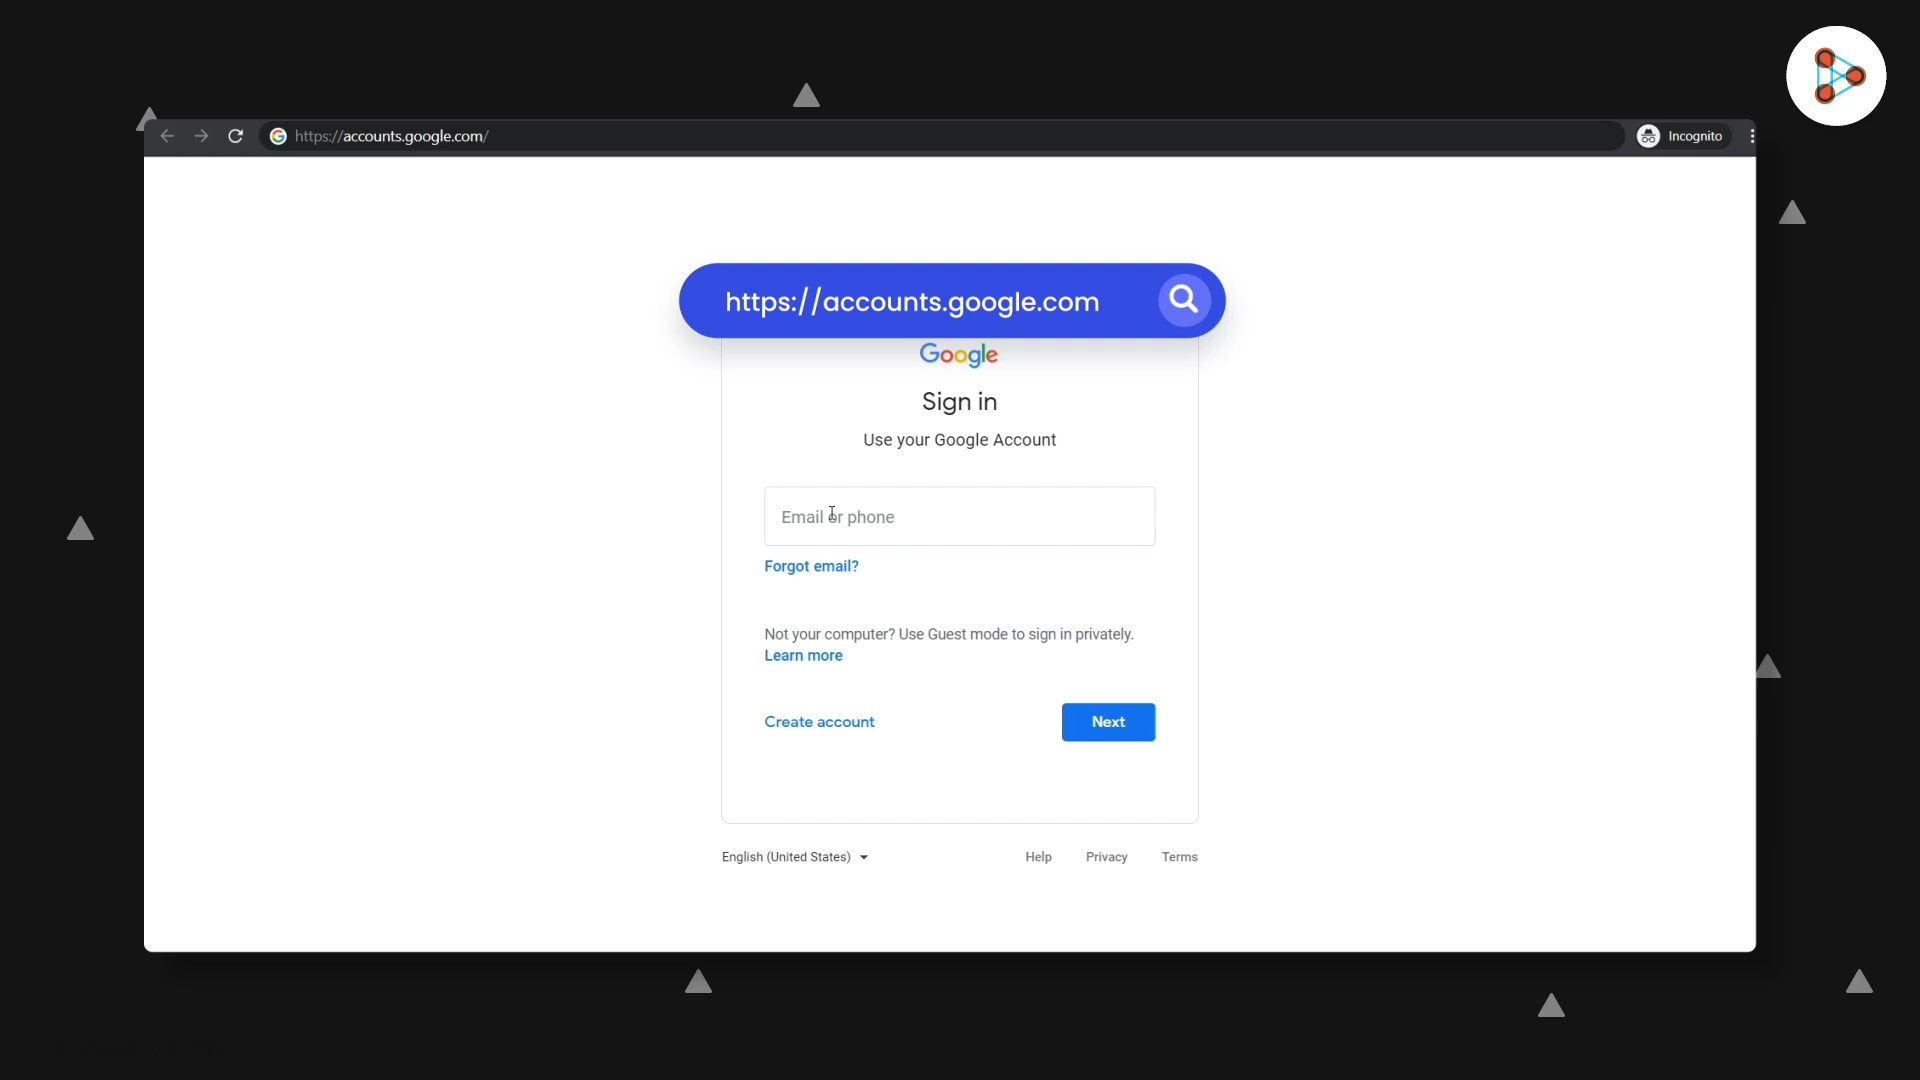 https://accounts.google.com/
Incognito
https://accounts.google.com
Google
Sign in
Use your Google Account
Email or phone
Forgot email?
Not your computer? Use Guest mode to sign in privately.
Learn more
Create account
Next
English (United States)
Help
Privacy
Terms